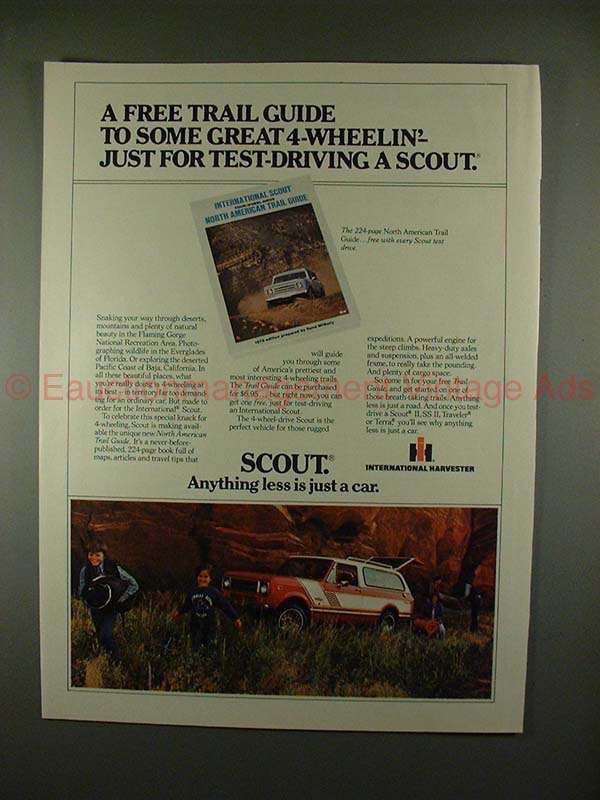 A FREE TRAIL GUIDE
TO SOME GREAT 4-WHEELIN'-
JUST FOR TEST-DRIVING A SCOUT.®
INTERNATIONAL SCOUT
NORTH AMERICAN TRAIL GUIDE
The 224-page North American Trail
Guide...free with every Scout test
drive.
Snaking your way through deserts,
mountains and plenty of natural
beauty in the Flaming Gorge
National Recreation Area. Photo-
graphing wildlife in the Everglades
of Florida. Or exploring the deserted
Pacific Coast of Baja, California. In
all these beautiful places, what
you're really doing is
ing for an ordinary car. But made to
order for the International® Scout.
To celebrate this special knack for
4-wheeling, Scout is making avail-
able the unique new North American
Trail Guide. It's a never-before-
published, 224-page book full of
maps, articles and travel tips that
will guide
you through some
of America's prettiest and
most interesting 4-wheeling trails.
The Trail Guide can be purchased
for $6.95... but right now, you can
get one free, just for test-driving
an International Scout.
The 4-wheel-drive Scout is the
perfect vehicle for those rugged
expeditions. A powerful engine for
the steep climbs. Heavy-duty axles
and suspension, plus an all-welded
frame, to really take the pounding.
And plenty of cargo space.
So come in for your free Trail
Guide, and get started on one of
those breath-taking trails. Anything
less is just a road. And once you test-
drive a Scout® II, SS II, Traveler®
or Terra® you'll see why anything
less is just a car.
SCOUT.®
Anything less is just a car.
INTERNATIONAL HARVESTER